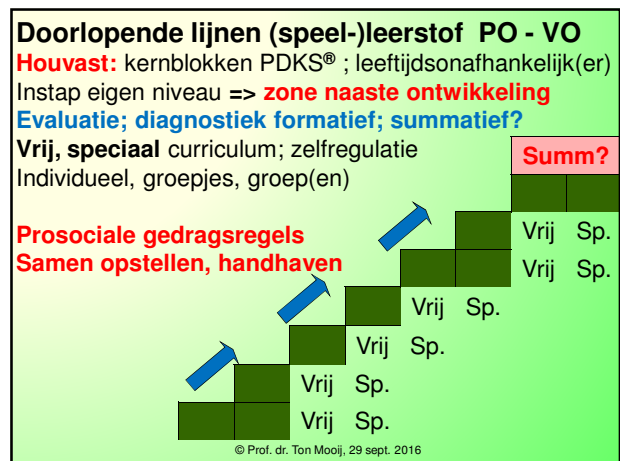 Doorlopende lijnen (speel-)leerstof PO - VO
Houvast: kernblokken PDKS® ; leeftijdsonafhankelijk(er)
Instap eigen niveau => zone naaste ontwikkeling
Evaluatie; diagnostiek formatief; summatief?
Vrij, speciaal curriculum; zelfregulatie
Summ?
Individueel, groepjes, groep(en)
Prosociale gedragsregels
Vrij Sp.
Samen opstellen, handhaven
Vrij Sp.
Vrij Sp.
Vrij Sp.
Vrij Sp.
Vrij Sp.
© Prof. dr. Ton Mooij, 29 sept. 2016